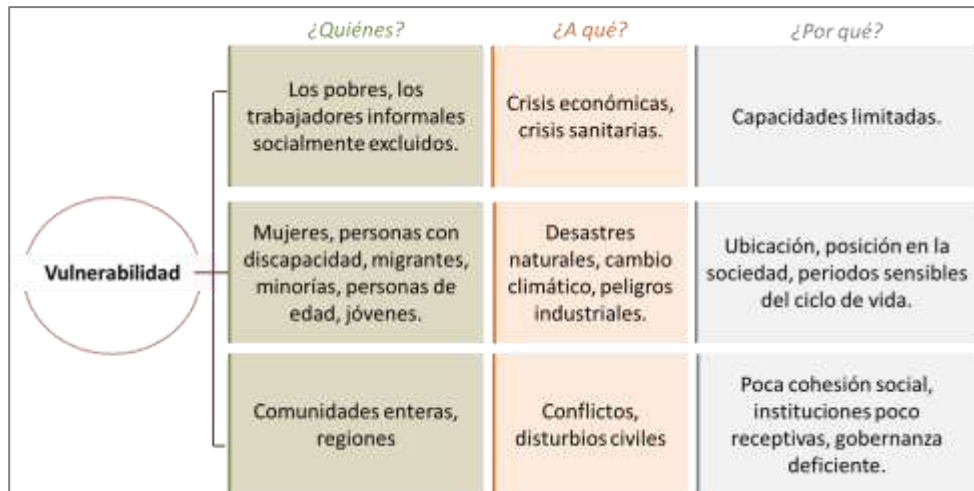 ¿Quiénes?
¿A qué?
¿Por qué?
Los pobres, los
trabajadores informales
socialmente excluidos.
Crisis económicas,
crisis sanitarias.
Capacidades limitadas.
Vulnerabilidad
Mujeres, personas con
discapacidad, migrantes,
minorías, personas de
edad, jóvenes.
Desastres
naturales, cambio
climático, peligros
industriales.
Ubicación, posición en la
sociedad, periodos sensibles
del ciclo de vida.
Comunidades enteras,
regiones
Conflictos,
disturbios civiles
Poca cohesión social,
instituciones poco
receptivas, gobernanza
deficiente.